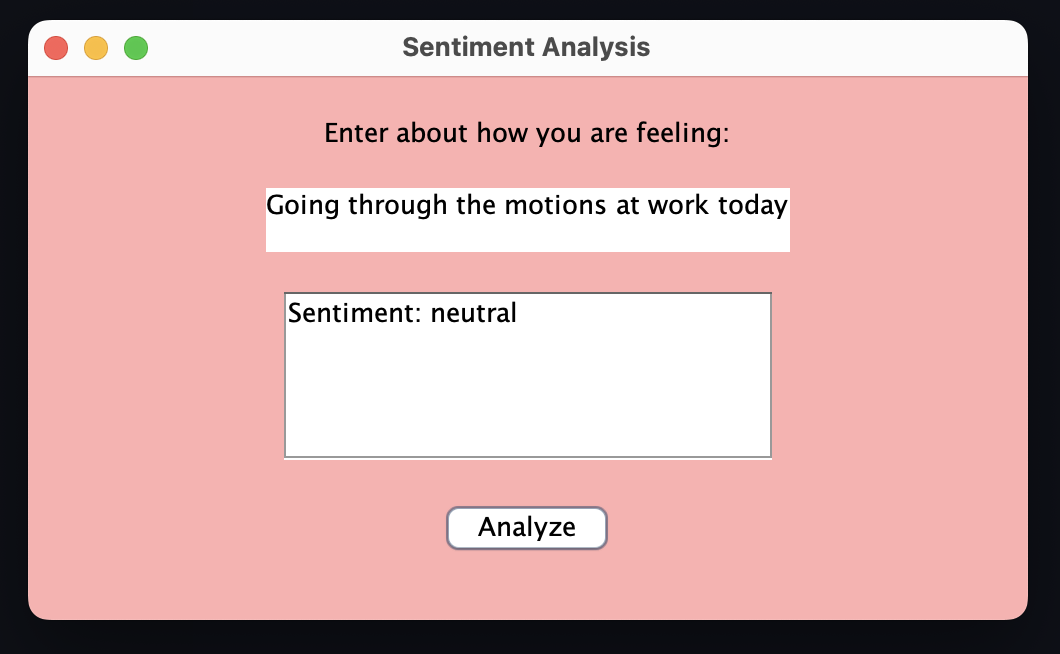 Sentiment Analysis
Enter about how you are feeling:
Going through the motions at work today
Sentiment: neutral
Analyze